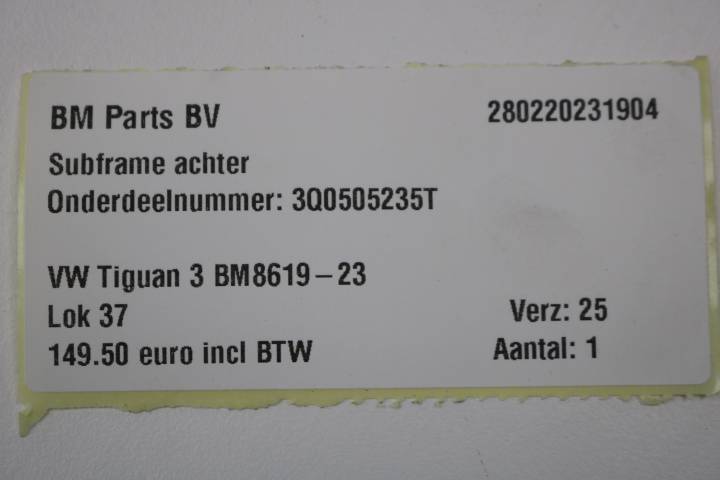 BM Parts BV 280220231904
Subframe achter
Onderdeelnummer: 3Q0505235T
VW Tiguan 3 BM8619-23
Lok 37 Verz: 25
149.50 euro incl BTW Aantal: 1